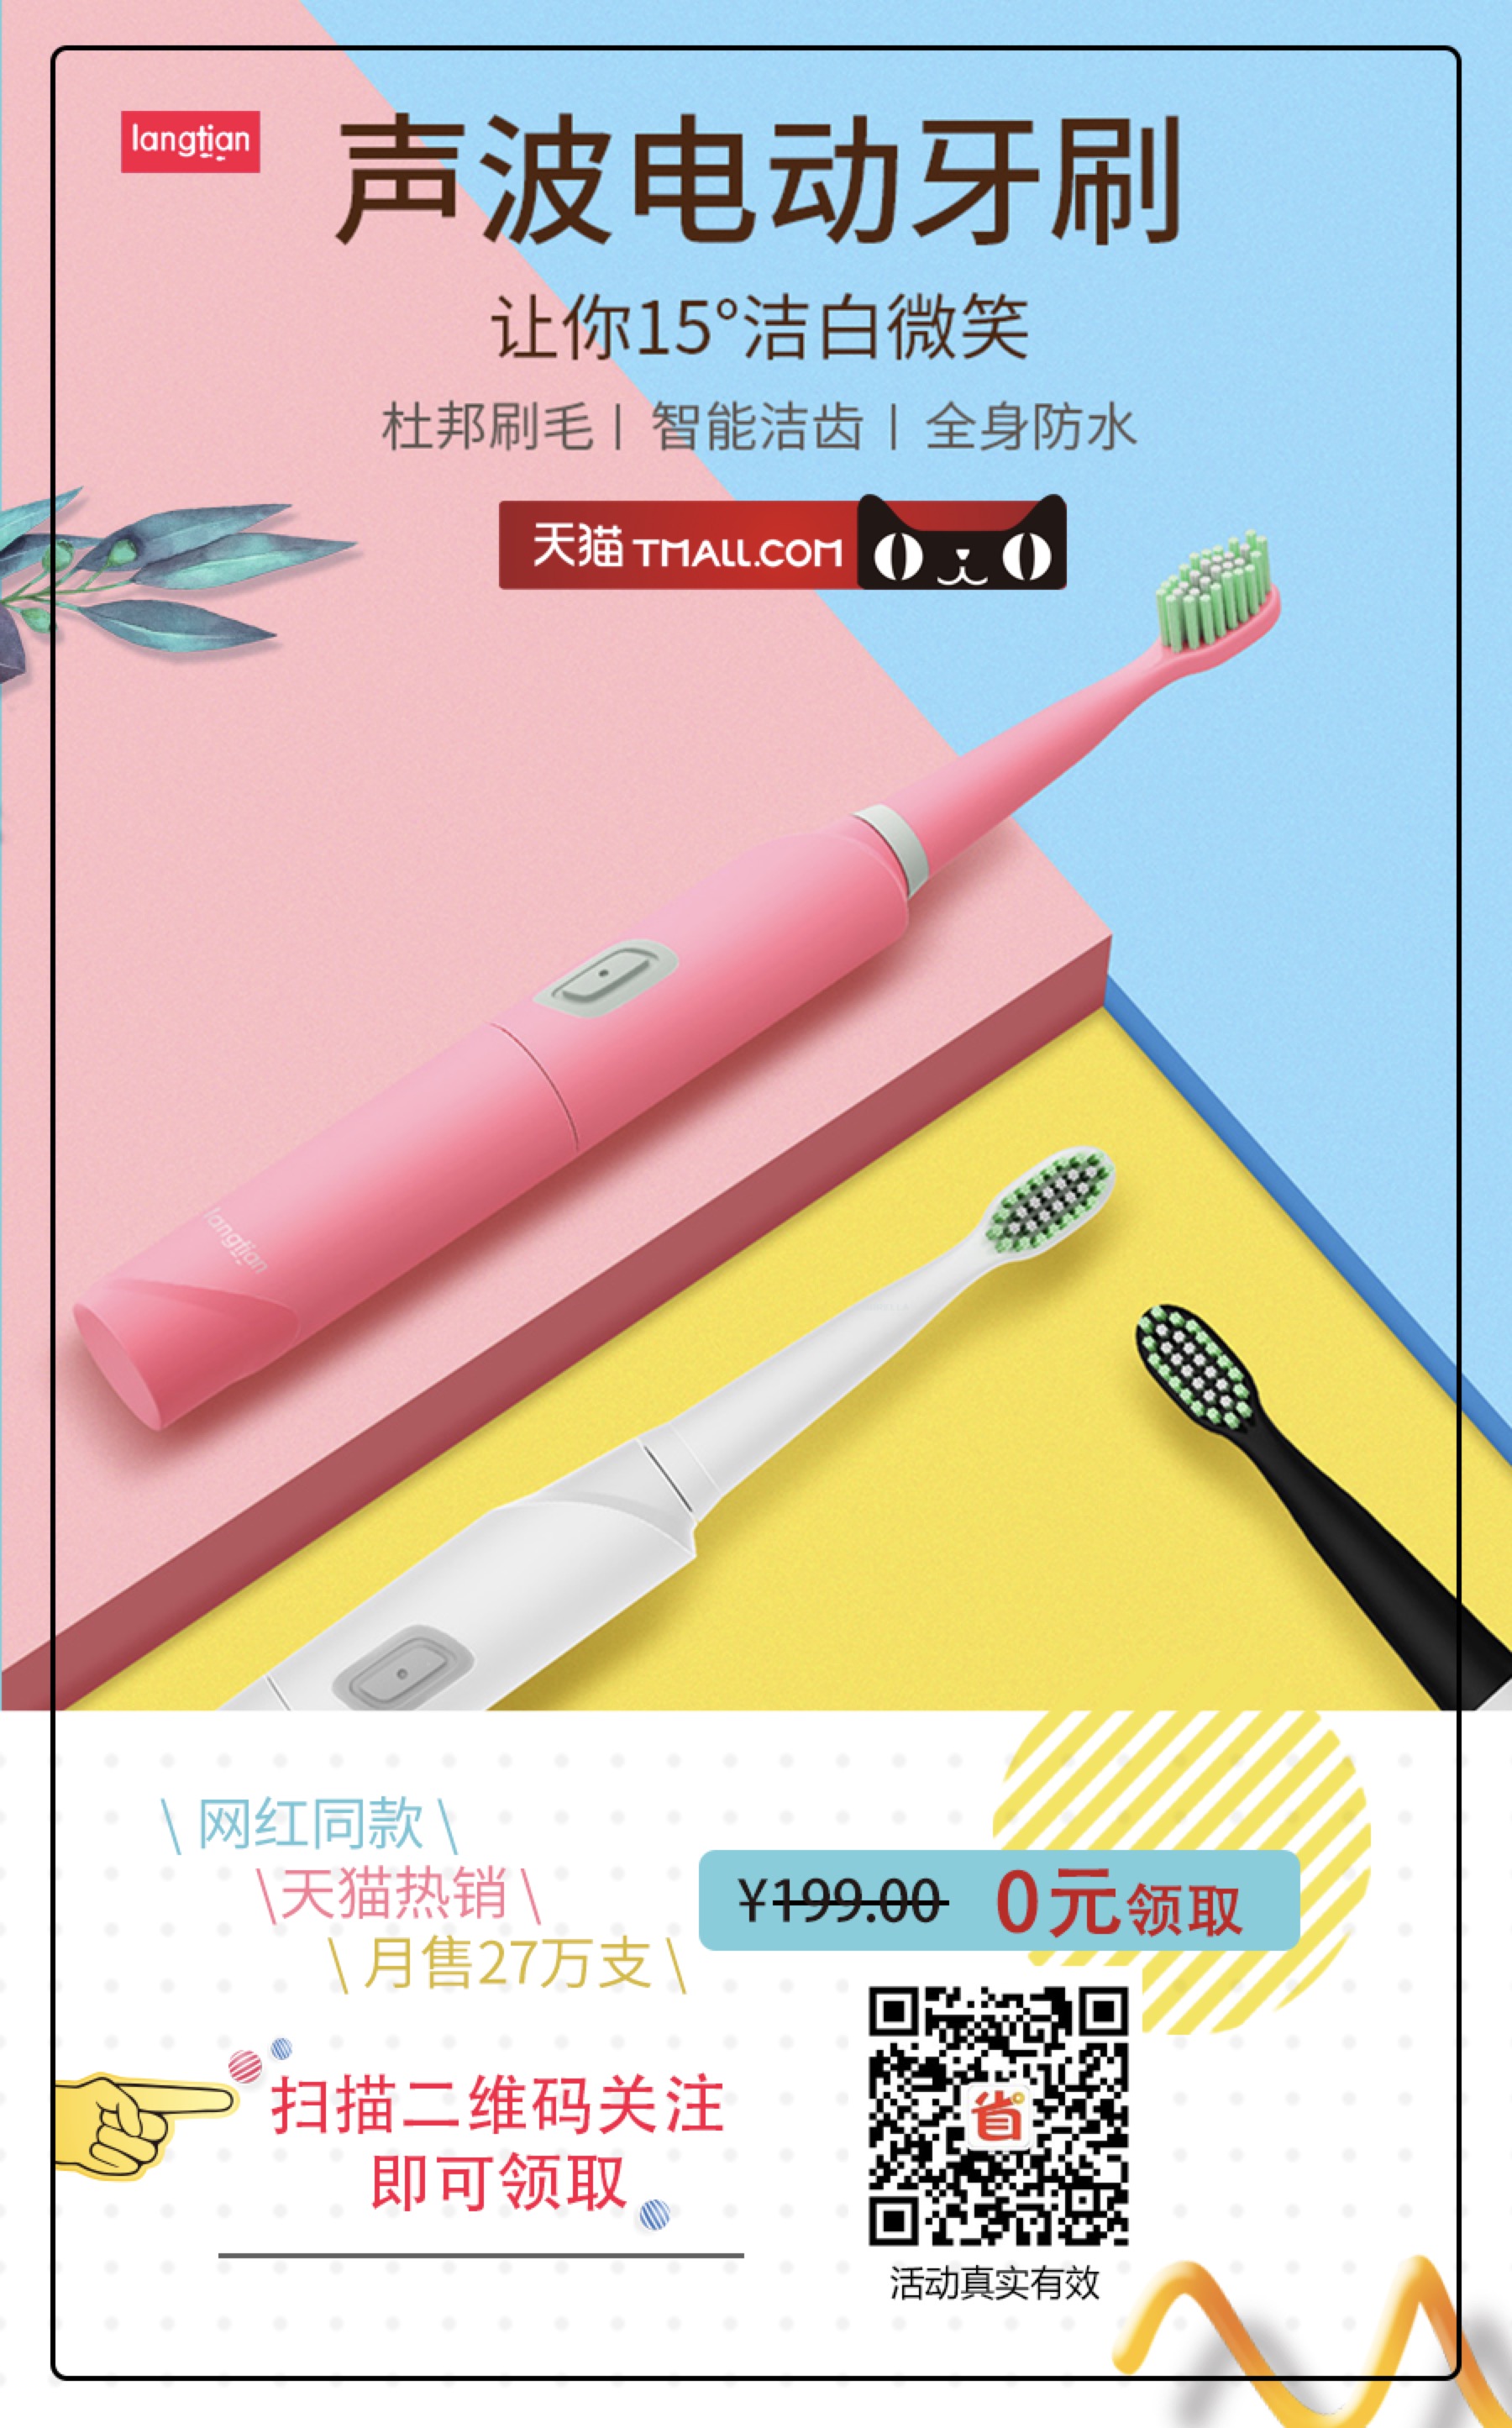 langtian
声波电动牙刷
让你15°洁白微笑
杜邦刷毛 | 智能洁齿 | 全身防水
天猫 TMALL.COM
langtian
\ 网红同款 \
\ 天猫热销 \
\ 月售27万支 \
¥199.00 0元领取
扫描二维码关注
即可领取
省
活动真实有效